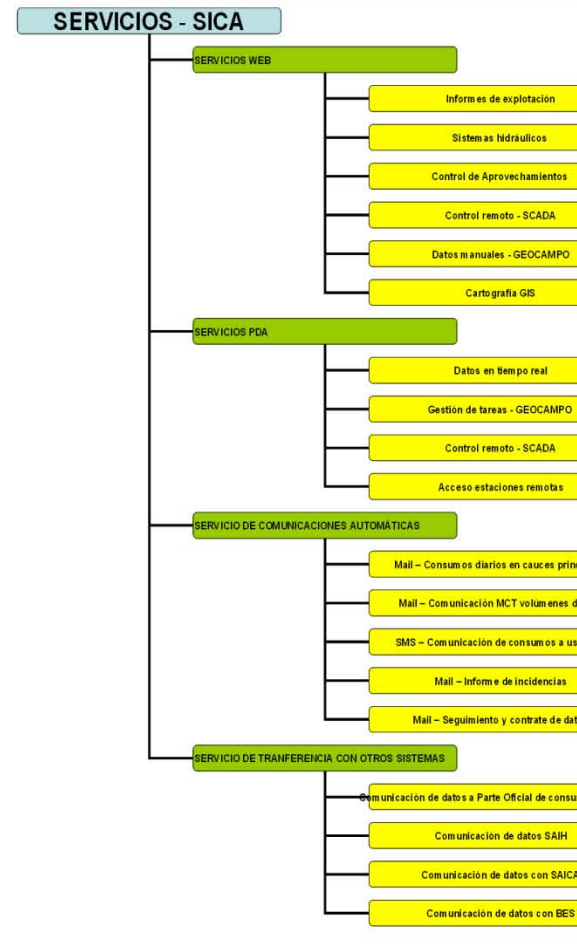 SERVICIOS - SICA
SERVICIOS WEB
Informes de explotación
Sistemas hidráulicos
Control de Aprovechamientos
Control remoto - SCADA
Datos manuales - GEOCAMPO
Cartografía GIS
SERVICIOS PDA
Datos en tiempo real
Gestión de tareas - GEOCAMPO
Control remoto - SCADA
Acceso estaciones remotas
SERVICIO DE COMUNICACIONES AUTOMÁTICAS
Mail – Consumos diarios en cauces
Mail – Comunicación MCT volúmenes
SMS – Comunicación de consumos a
Mail – Informe de incidencias
Mail – Seguimiento y contrate de
SERVICIO DE TRANFERENCIA CON OTROS SISTEMAS
Comunicación de datos a Parte Oficial de
Comunicación de datos SAIH
Comunicación de datos con SAICA
Comunicación de datos con BES